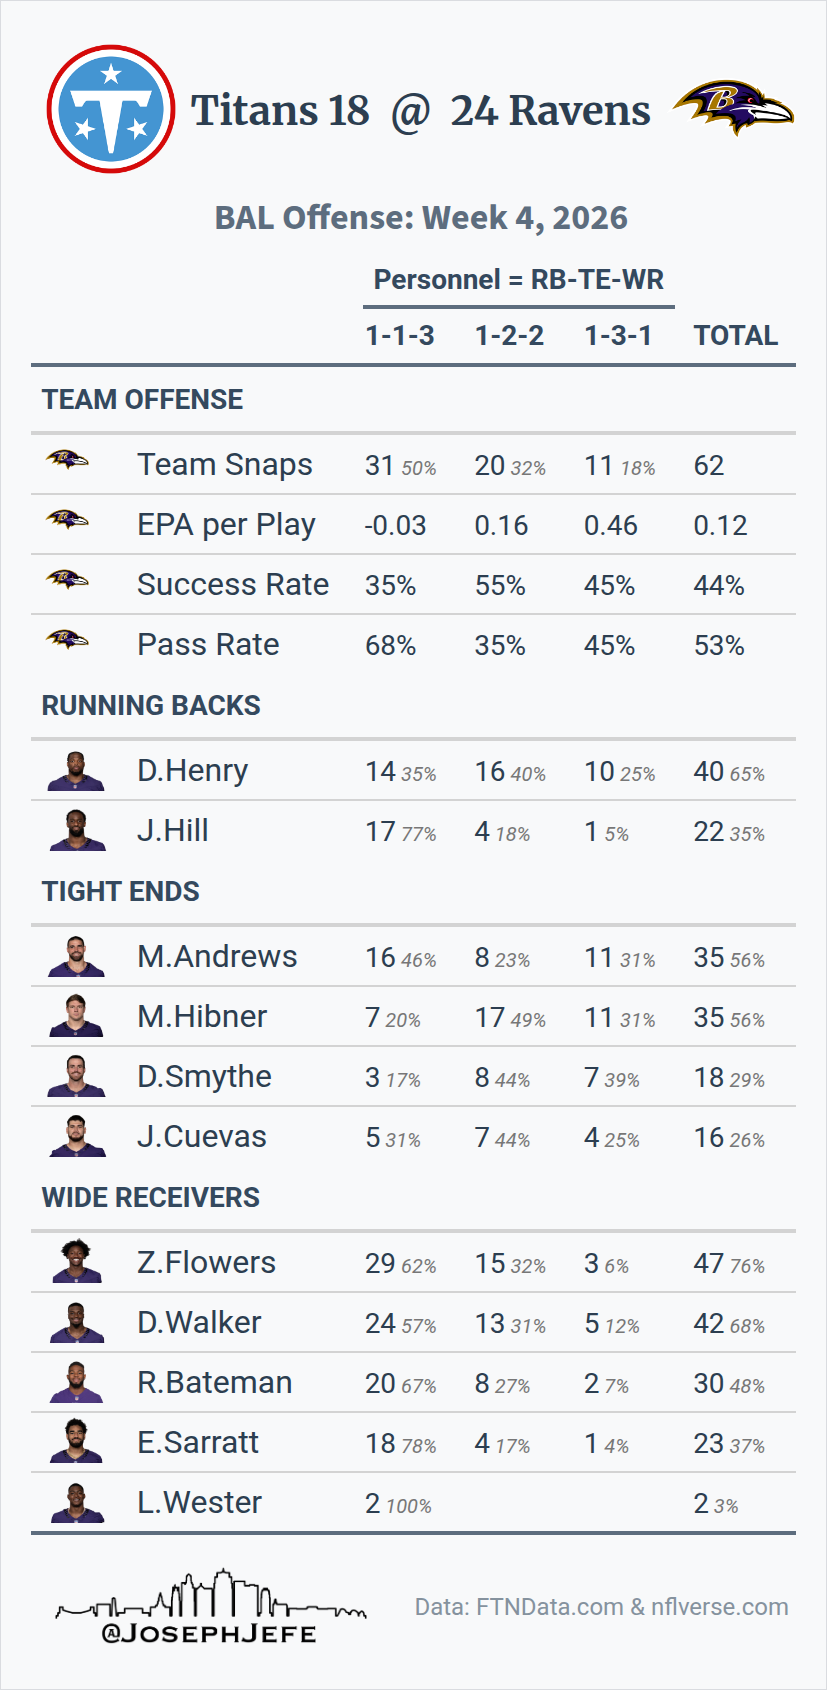 Titans 18 @ 24 Ravens
BAL Offense: Week 4, 2026
Personnel = RB-TE-WR
1-1-3 1-2-2 1-3-1 TOTAL
TEAM OFFENSE
Team Snaps 31 50% 20 32% 11 18% 62
EPA per Play -0.03 0.16 0.46 0.12
Success Rate 35% 55% 45% 44%
Pass Rate 68% 35% 45% 53%
RUNNING BACKS
D.Henry 14 35% 16 40% 10 25% 40 65%
J.Hill 17 77% 4 18% 1 5% 22 35%
TIGHT ENDS
M.Andrews 16 46% 8 23% 11 31% 35 56%
M.Hibner 7 20% 17 49% 11 31% 35 56%
D.Smythe 3 17% 8 44% 7 39% 18 29%
J.Cuevas 5 31% 7 44% 4 25% 16 26%
WIDE RECEIVERS
Z.Flowers 29 62% 15 32% 3 6% 47 76%
D.Walker 24 57% 13 31% 5 12% 42 68%
R.Bateman 20 67% 8 27% 2 7% 30 48%
E.Sarratt 18 78% 4 17% 1 4% 23 37%
L.Wester 2 100% 2 3%
@JosephJefe
Data: FTNData.com & nflverse.com